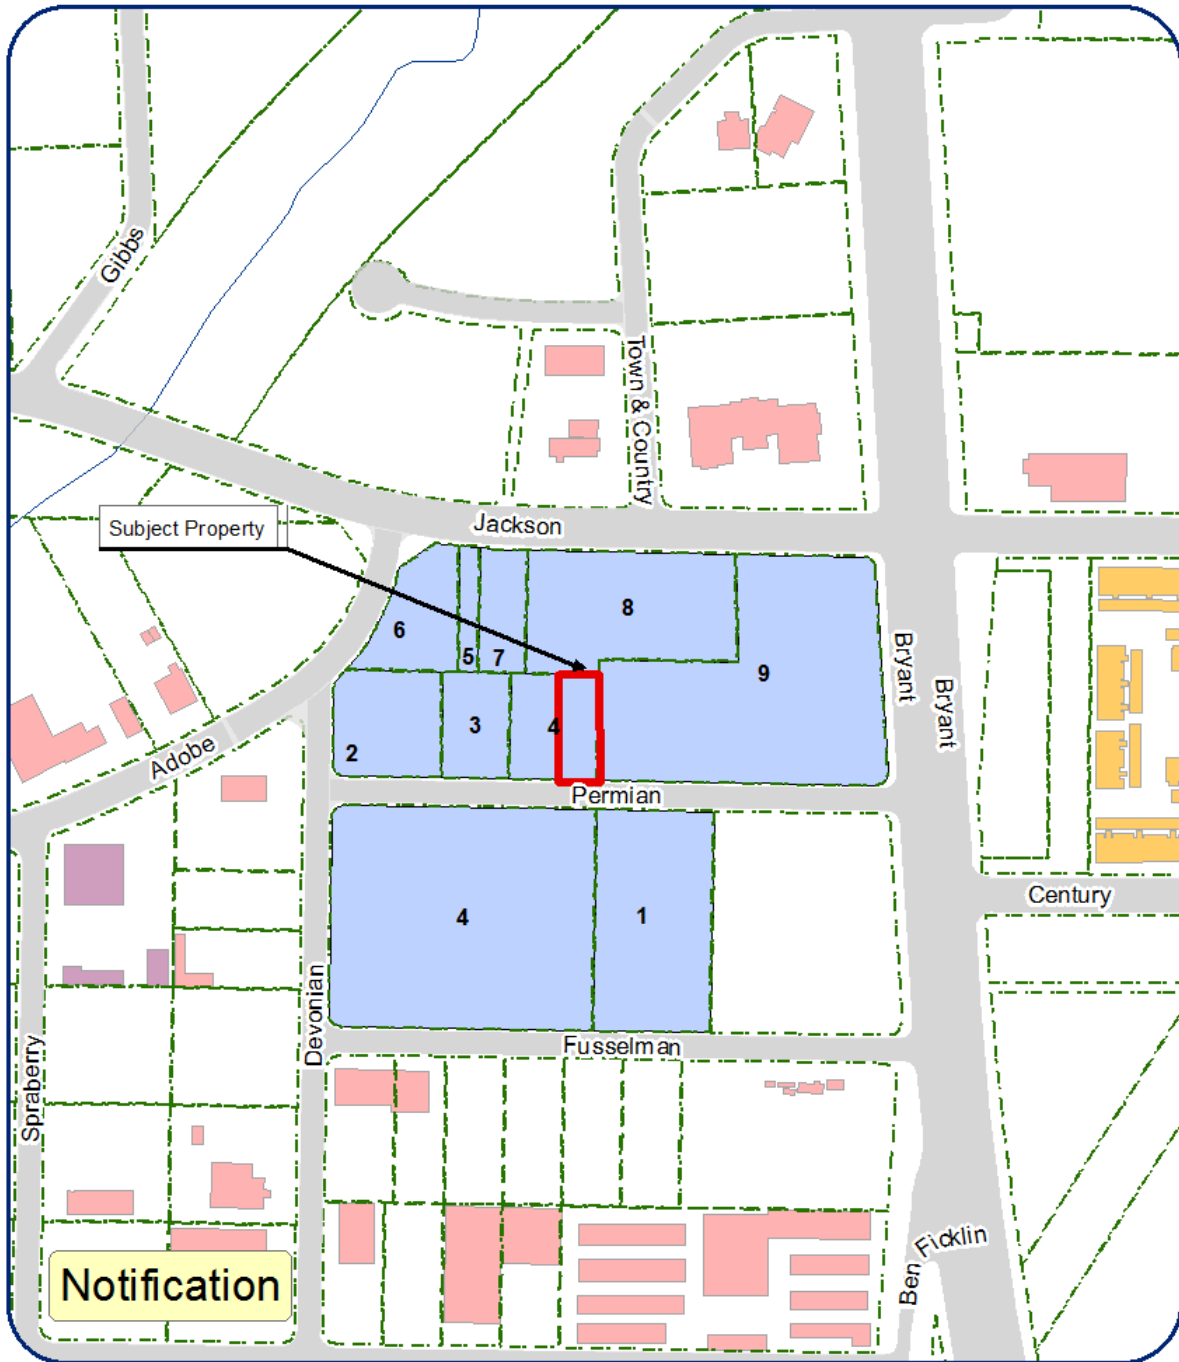 Gibbs
Town & Country
Subject Property
Jackson
8
6
5
7
9
Bryant
Bryant
3
4
2
Adobe
Permian
Century
4
1
Devonian
Fusselman
Spraberry
Ficklin
Ben
Notification